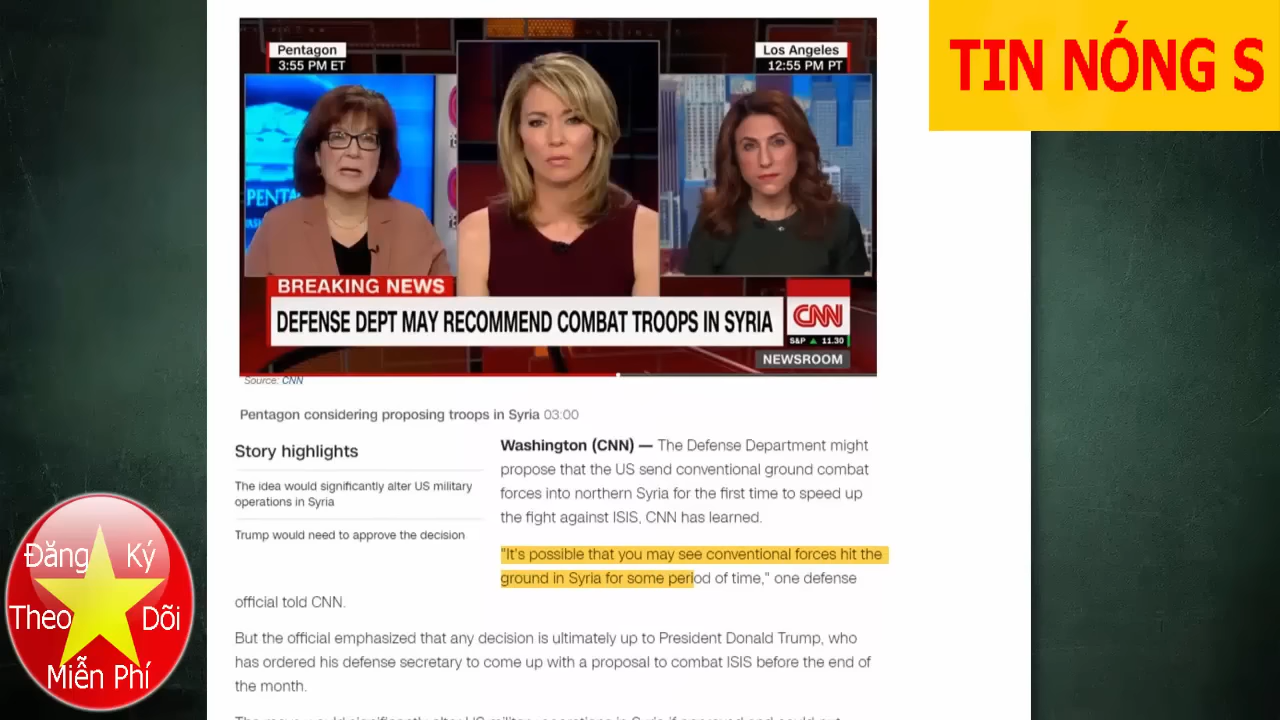 TIN NÓNG S
Pentagon
3:55 PM ET
Los Angeles
12:55 PM PT
BREAKING NEWS
DEFENSE DEPT MAY RECOMMEND COMBAT TROOPS IN SYRIA
CNN
S&P ▲ 11.30
NEWSROOM
Source: CNN
Pentagon considering proposing troops in Syria 03:00
Story highlights
The idea would significantly alter US military
operations in Syria
Trump would need to approve the decision
Washington (CNN) — The Defense Department might
propose that the US send conventional ground combat
forces into northern Syria for the first time to speed up
the fight against ISIS, CNN has learned.
"It's possible that you may see conventional forces hit the
ground in Syria for some period of time," one defense
official told CNN.
But the official emphasized that any decision is ultimately up to President Donald Trump, who
has ordered his defense secretary to come up with a proposal to combat ISIS before the end of
the month.
Đăng Ký
Theo Dõi
Miễn Phí